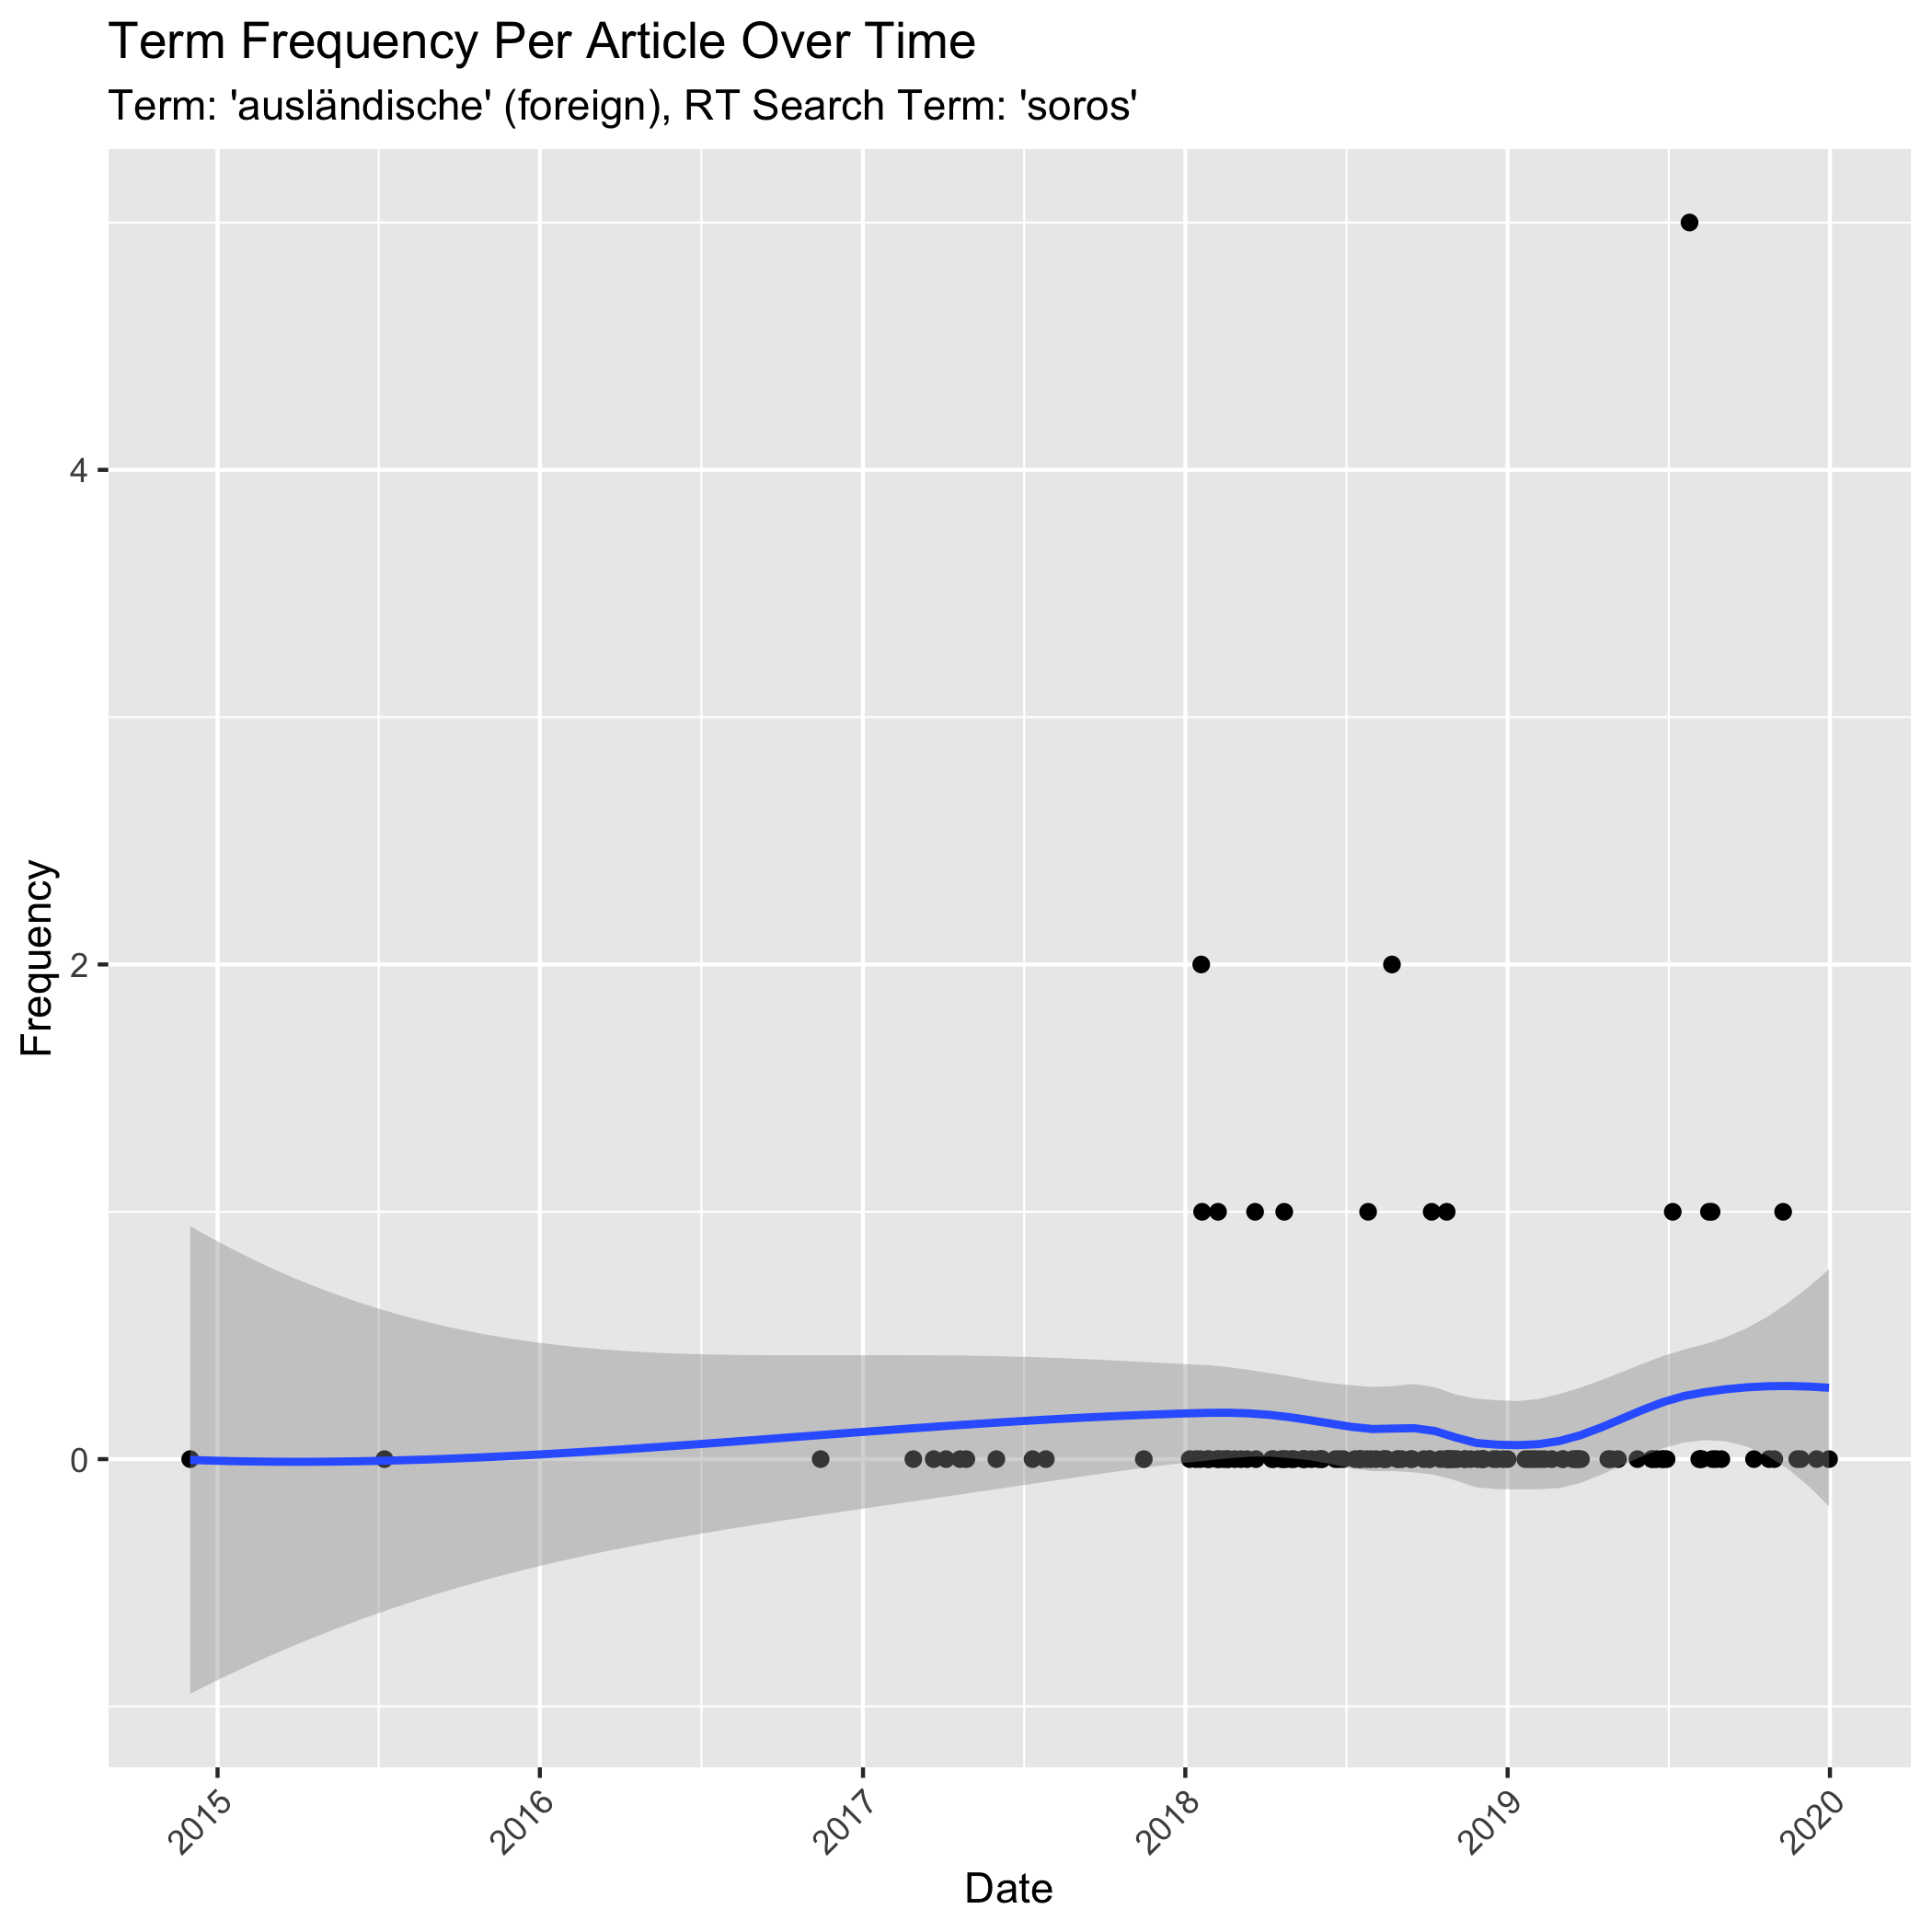 Term Frequency Per Article Over Time
Term: 'ausländische' (foreign), RT Search Term: 'soros'
Frequency
4
2
0
2015
2016
2017
2018
2019
2020
Date